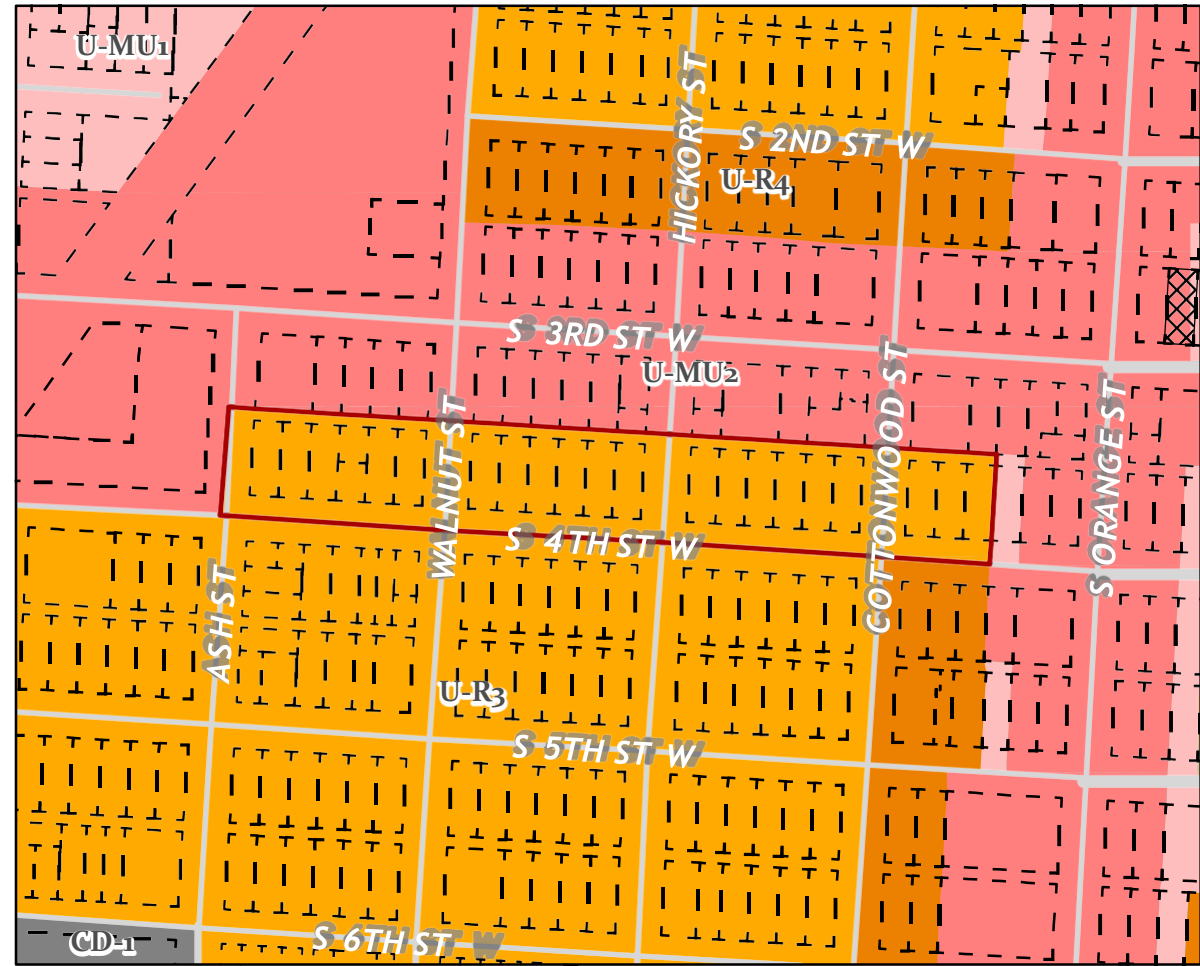 U-MU1
HICKORY ST
S 2ND ST W
U-R4
S 3RD ST W
U-MU2
COTTONWOOD ST
S ORANGE ST
WALNUT ST
S 4TH ST W
ASH ST
U-R3
S 5TH ST W
CD-1
S 6TH ST W